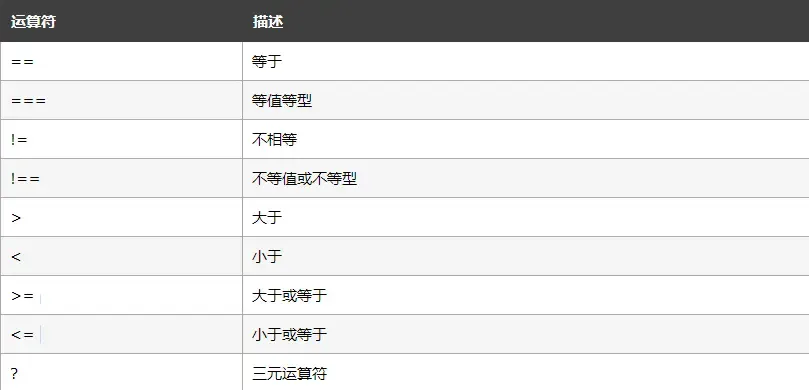 运算符 描述
== 等于
=== 等值等型
!= 不相等
!== 不等值或不等型
> 大于
< 小于
>= 大于或等于
<= 小于或等于
? 三元运算符